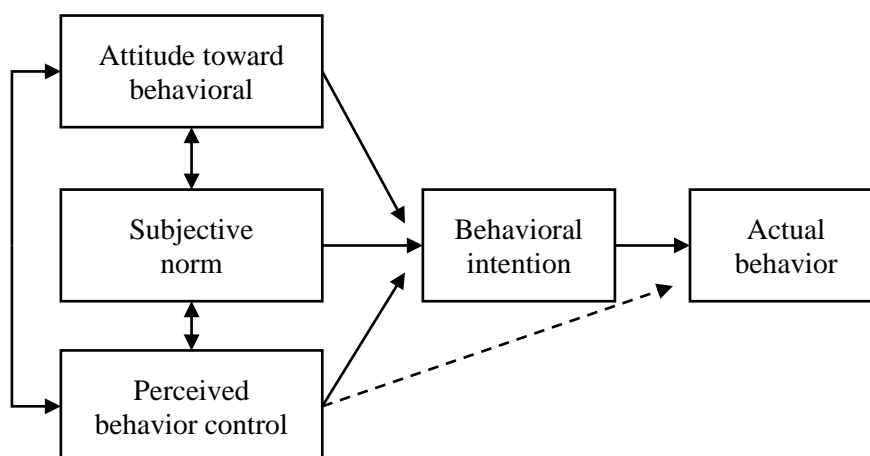 Attitude toward
behavioral
Subjective
norm
Behavioral
intention
Actual
behavior
Perceived
behavior control